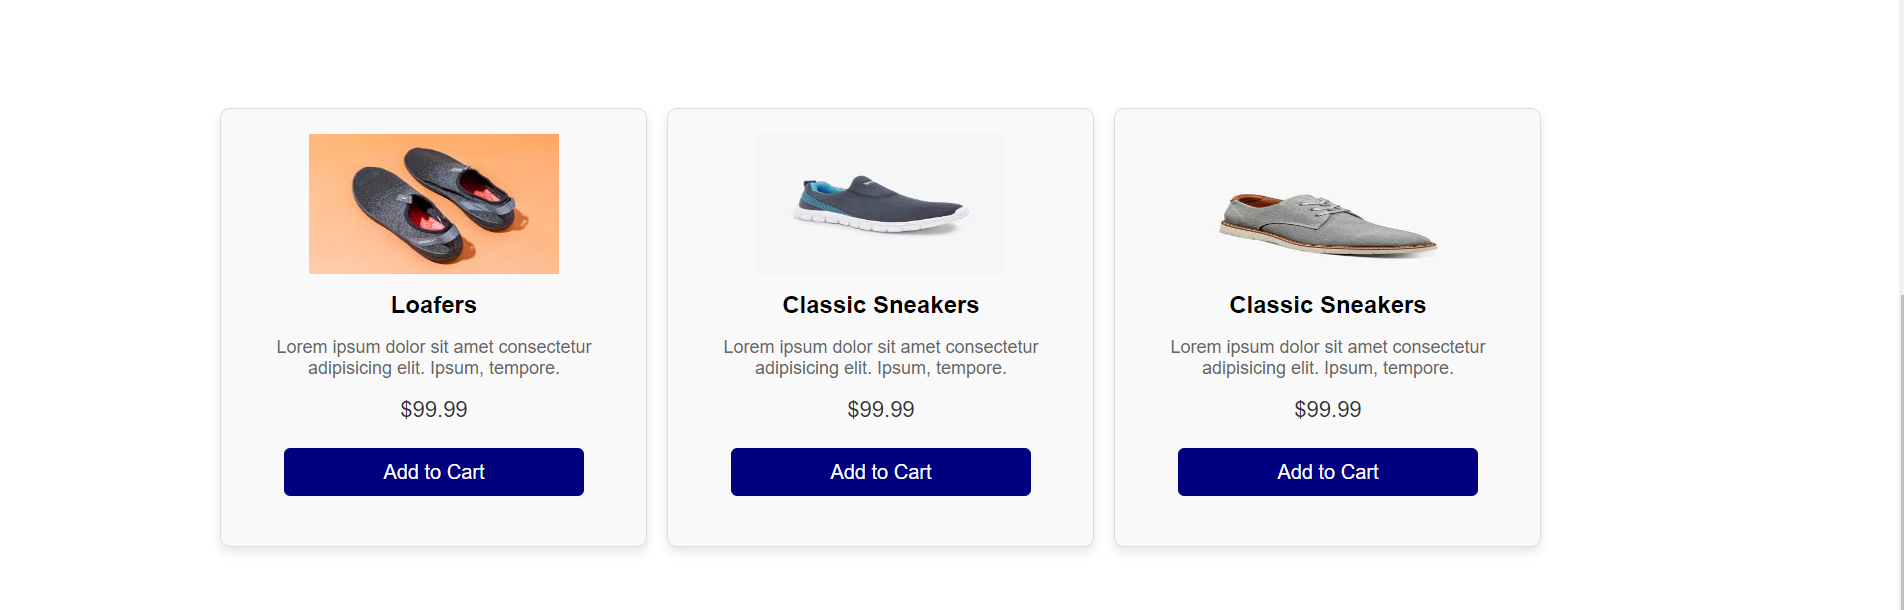 Loafers
Lorem ipsum dolor sit amet consectetur
adipisicing elit. Ipsum, tempore.
$99.99
Add to Cart
Classic Sneakers
Lorem ipsum dolor sit amet consectetur
adipisicing elit. Ipsum, tempore.
$99.99
Add to Cart
Classic Sneakers
Lorem ipsum dolor sit amet consectetur
adipisicing elit. Ipsum, tempore.
$99.99
Add to Cart